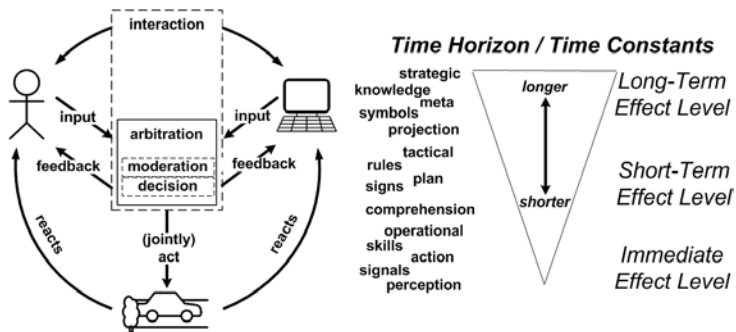 interaction
input
input
arbitration
feedback
moderation
feedback
decision
reacts
reacts
(jointly)
act
Time Horizon / Time Constants
strategic
knowledge
meta
symbols
projection
tactical
rules
plan
signs
comprehension
operational
skills
action
signals
perception
longer
shorter
Long-Term
Effect Level
Short-Term
Effect Level
Immediate
Effect Level